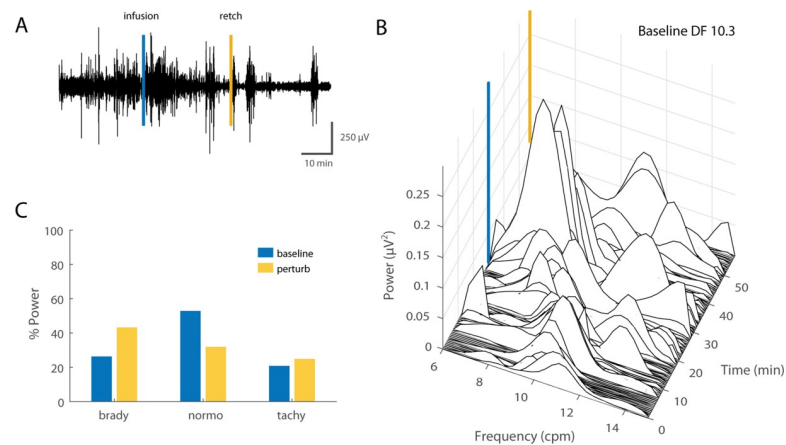 A
infusion
retch
250 µV
10 min
B
Baseline DF 10.3
Power (µV²)
0.25
0.2
0.15
0.1
0.05
0
6
8
10
12
14
Frequency (cpm)
0
10
20
30
40
50
Time (min)
C
% Power
100
80
60
40
20
0
baseline
perturb
brady
normo
tachy